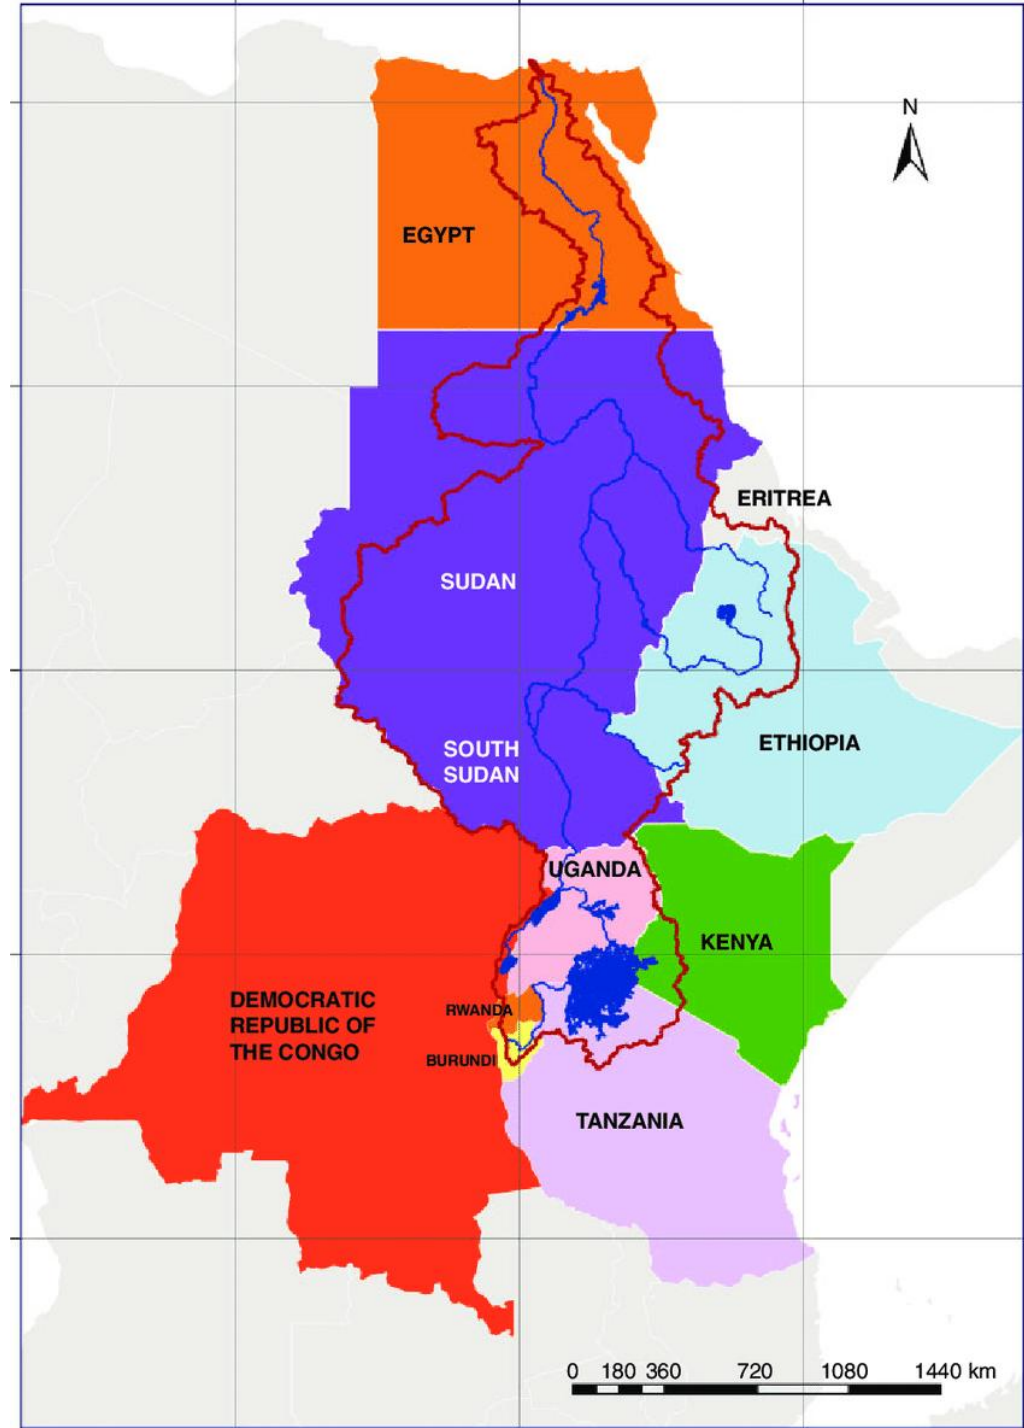 N
EGYPT
ERITREA
SUDAN
SOUTH
SUDAN
ETHIOPIA
UGANDA
KENYA
DEMOCRATIC
REPUBLIC OF
THE CONGO
RWANDA
BURUNDI
TANZANIA
0 180 360 720 1080 1440 km